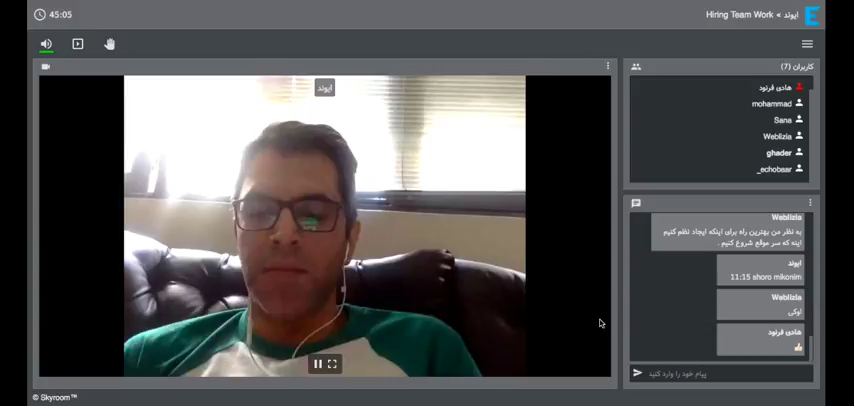 45:05
ایوند » Hiring Team Work
کاربران (7)
ایوند
هادی فرنود
mohammad
Sana
Weblizia
ghader
_echobaar
Weblizia
به نظر من بهترین راه برای اینکه ایجاد نظم کنیم
اینه که سر موقع شروع کنیم .
ایوند
11:15 shoro mikonim
Weblizia
اوکی
هادی فرنود
پیام خود را وارد کنید
© Skyroom™